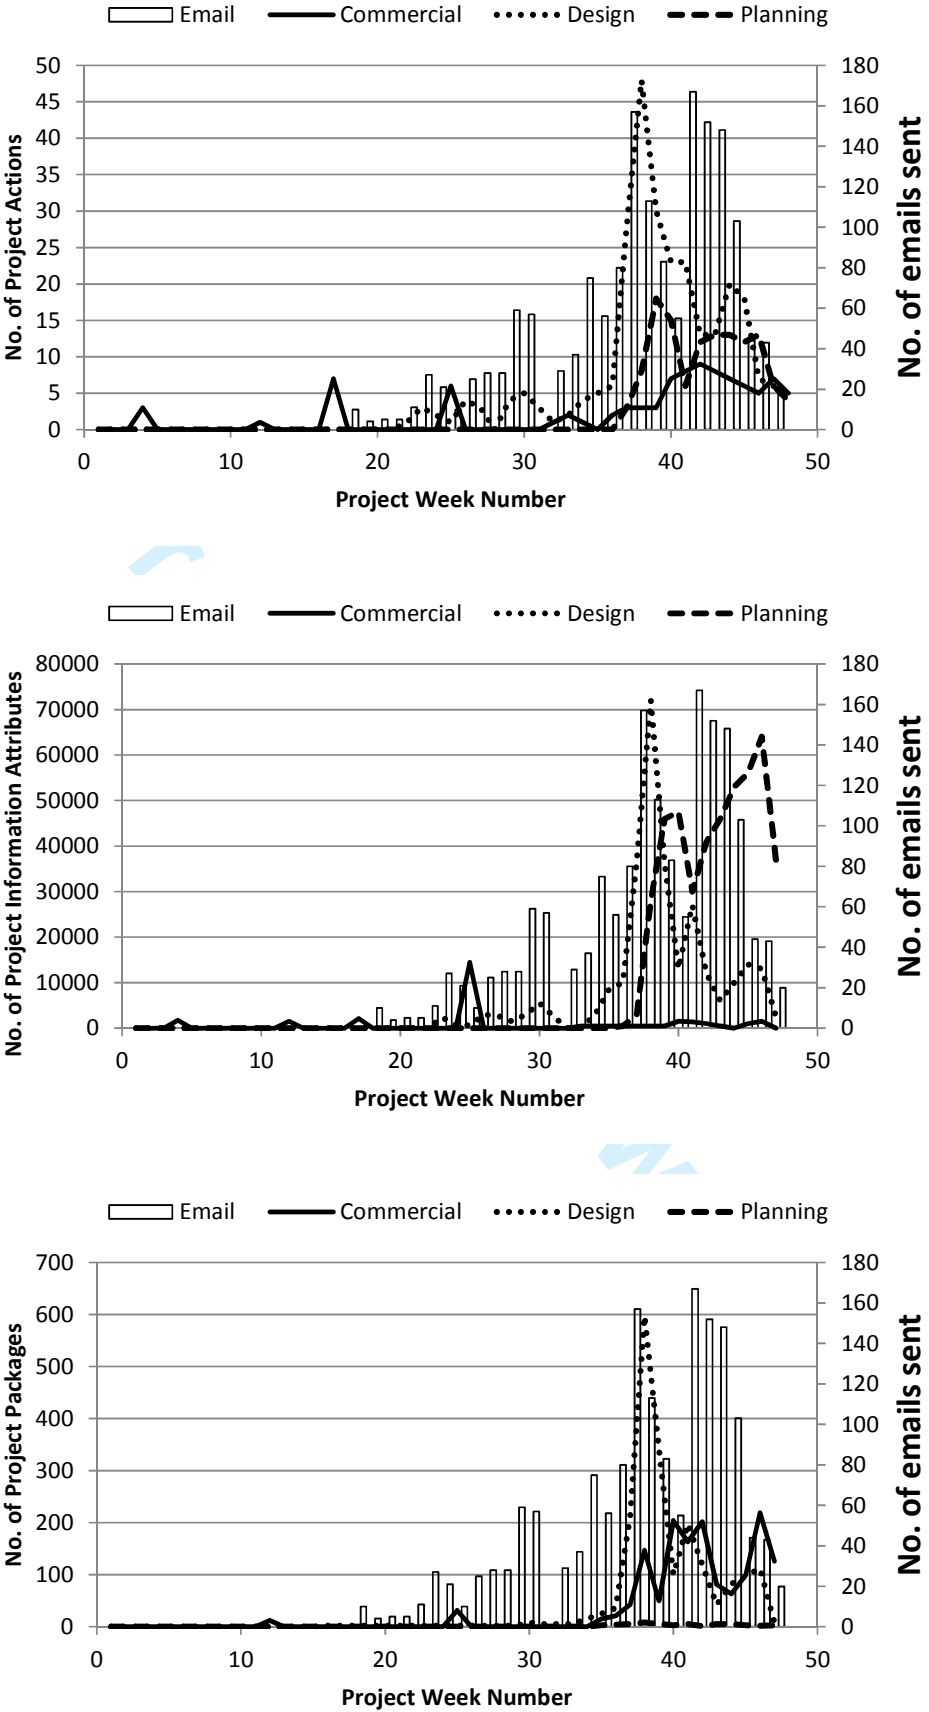 Email Commercial Design Planning
50 45 40 35 30 25 20 15 10 5 0
No. of Project Actions
180 160 140 120 100 80 60 40 20 0
No. of emails sent
0 10 20 30 40 50
Project Week Number
Email Commercial Design Planning
80000 70000 60000 50000 40000 30000 20000 10000 0
No. of Project Information Attributes
180 160 140 120 100 80 60 40 20 0
No. of emails sent
0 10 20 30 40 50
Project Week Number
Email Commercial Design Planning
700 600 500 400 300 200 100 0
No. of Project Packages
180 160 140 120 100 80 60 40 20 0
No. of emails sent
0 10 20 30 40 50
Project Week Number